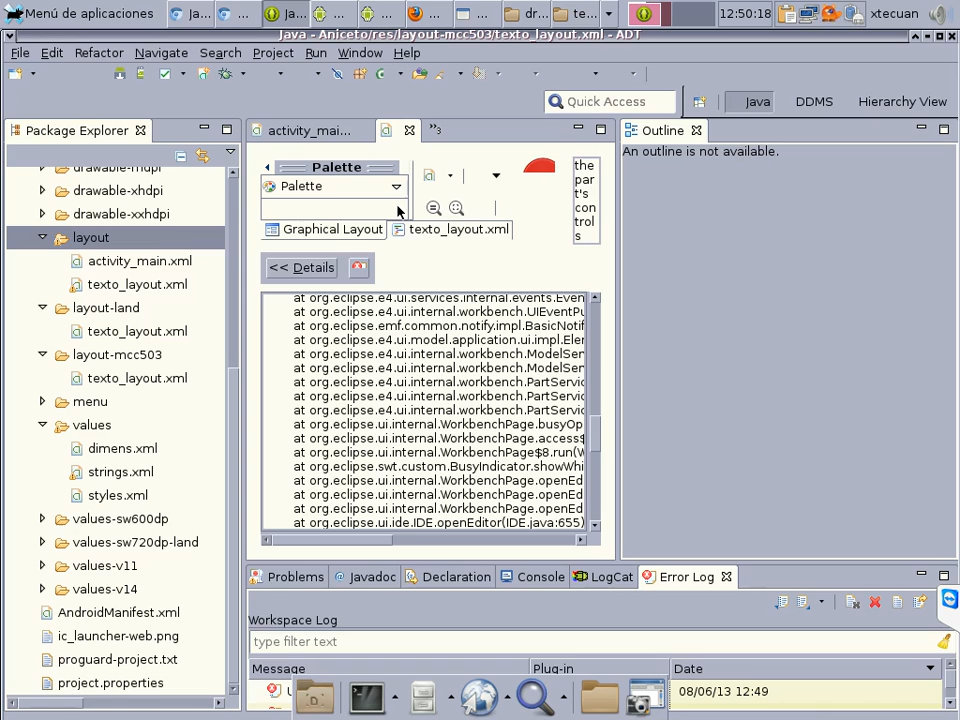 Menú de aplicaciones
Ja...
...
Ja...
...
...
...
...
dr...
te...
12:50:18
xtecuan
Java - Aniceto/res/layout-mcc503/texto_layout.xml - ADT
File Edit Refactor Navigate Search Project Run Window Help
Quick Access
Java
DDMS
Hierarchy View
Package Explorer
drawable-mdpi
drawable-xhdpi
drawable-xxhdpi
layout
activity_main.xml
texto_layout.xml
layout-land
texto_layout.xml
layout-mcc503
texto_layout.xml
menu
values
dimens.xml
strings.xml
styles.xml
values-sw600dp
values-sw720dp-land
values-v11
values-v14
AndroidManifest.xml
ic_launcher-web.png
proguard-project.txt
project.properties
activity_mai...
»3
Palette
Palette
the
par
t's
con
trol
s
Graphical Layout
texto_layout.xml
<< Details
at org.eclipse.e4.ui.services.internal.events.Even
at org.eclipse.e4.ui.internal.workbench.UIEventPu
at org.eclipse.emf.common.notify.impl.BasicNotif
at org.eclipse.e4.ui.model.application.ui.impl.Ele
at org.eclipse.e4.ui.internal.workbench.ModelSer
at org.eclipse.e4.ui.internal.workbench.ModelSer
at org.eclipse.e4.ui.internal.workbench.PartServic
at org.eclipse.e4.ui.internal.workbench.PartServic
at org.eclipse.e4.ui.internal.workbench.PartServic
at org.eclipse.ui.internal.WorkbenchPage.busyOp
at org.eclipse.ui.internal.WorkbenchPage.access$
at org.eclipse.ui.internal.WorkbenchPage$8.run(W
at org.eclipse.swt.custom.BusyIndicator.showWhi
at org.eclipse.ui.internal.WorkbenchPage.openEd
at org.eclipse.ui.internal.WorkbenchPage.openEd
at org.eclipse.ui.internal.WorkbenchPage.openEd
at org.eclipse.ui.ide.IDE.openEditor(IDE.java:655)
Outline
An outline is not available.
Problems
Javadoc
Declaration
Console
LogCat
Error Log
Workspace Log
type filter text
Message
Plug-in
Date
08/06/13 12:49